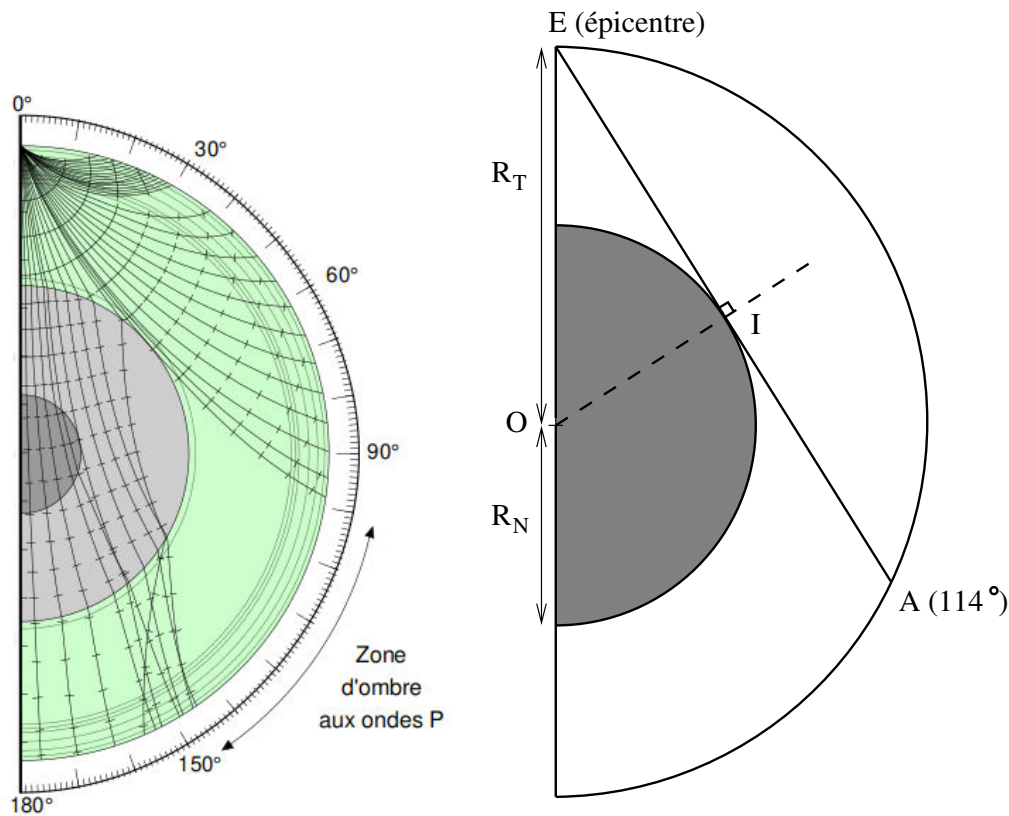 0°
30°
60°
90°
Zone
d'ombre
aux ondes P
150°
180°
E (épicentre)
R_T
O
I
R_N
A (114°)